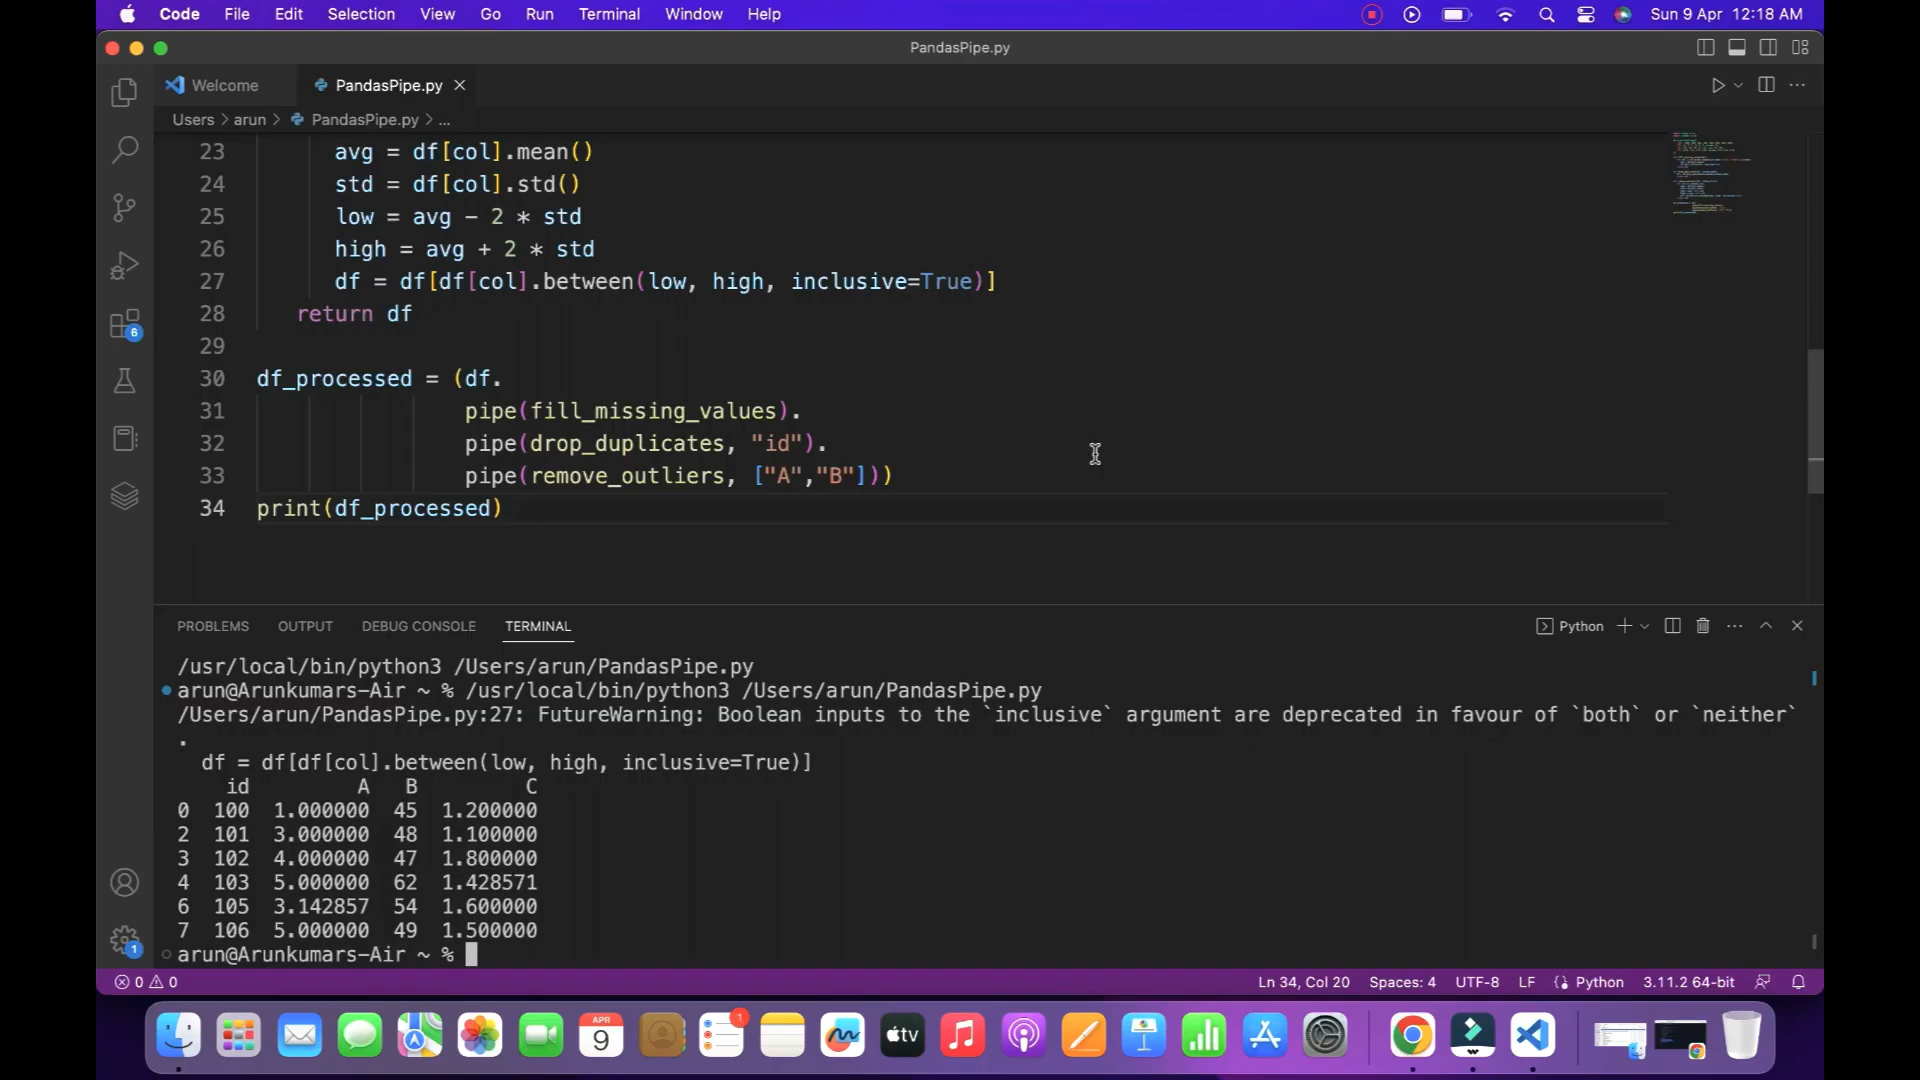 Code File Edit Selection View Go Run Terminal Window Help Sun 9 Apr 12:18 AM
PandasPipe.py
Welcome PandasPipe.py
Users > arun > PandasPipe.py > ...
23 avg = df[col].mean()
24 std = df[col].std()
25 low = avg - 2 * std
26 high = avg + 2 * std
27 df = df[df[col].between(low, high, inclusive=True)]
28 return df
29
30 df_processed = (df.
31 pipe(fill_missing_values).
32 pipe(drop_duplicates, "id").
33 pipe(remove_outliers, ["A","B"]))
34 print(df_processed)
6
PROBLEMS OUTPUT DEBUG CONSOLE TERMINAL Python
/usr/local/bin/python3 /Users/arun/PandasPipe.py
arun@Arunkumars-Air ~ % /usr/local/bin/python3 /Users/arun/PandasPipe.py
/Users/arun/PandasPipe.py:27: FutureWarning: Boolean inputs to the `inclusive` argument are deprecated in favour of `both` or `neither`
.
df = df[df[col].between(low, high, inclusive=True)]
id A B C
0 100 1.000000 45 1.200000
2 101 3.000000 48 1.100000
3 102 4.000000 47 1.800000
4 103 5.000000 62 1.428571
6 105 3.142857 54 1.600000
7 106 5.000000 49 1.500000
arun@Arunkumars-Air ~ %
1
0 0 Ln 34, Col 20 Spaces: 4 UTF-8 LF Python 3.11.2 64-bit
APR
9
1
tv